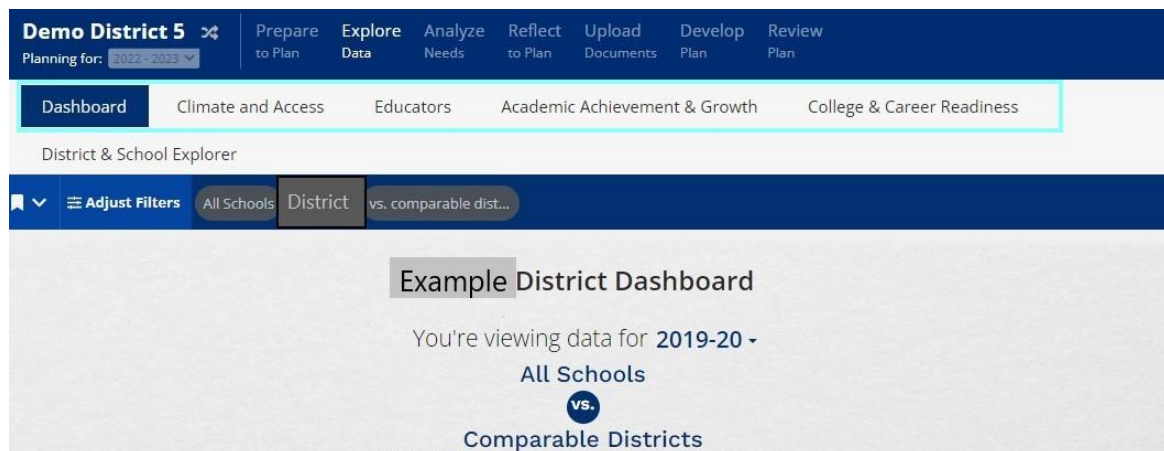 Demo District 5
Planning for: 2022 - 2023
Prepare to Plan
Explore Data
Analyze Needs
Reflect to Plan
Upload Documents
Develop Plan
Review Plan
Dashboard Climate and Access Educators Academic Achievement & Growth College & Career Readiness
District & School Explorer
Adjust Filters All Schools District vs. comparable dist...
Example District Dashboard
You're viewing data for 2019-20
All Schools
vs.
Comparable Districts